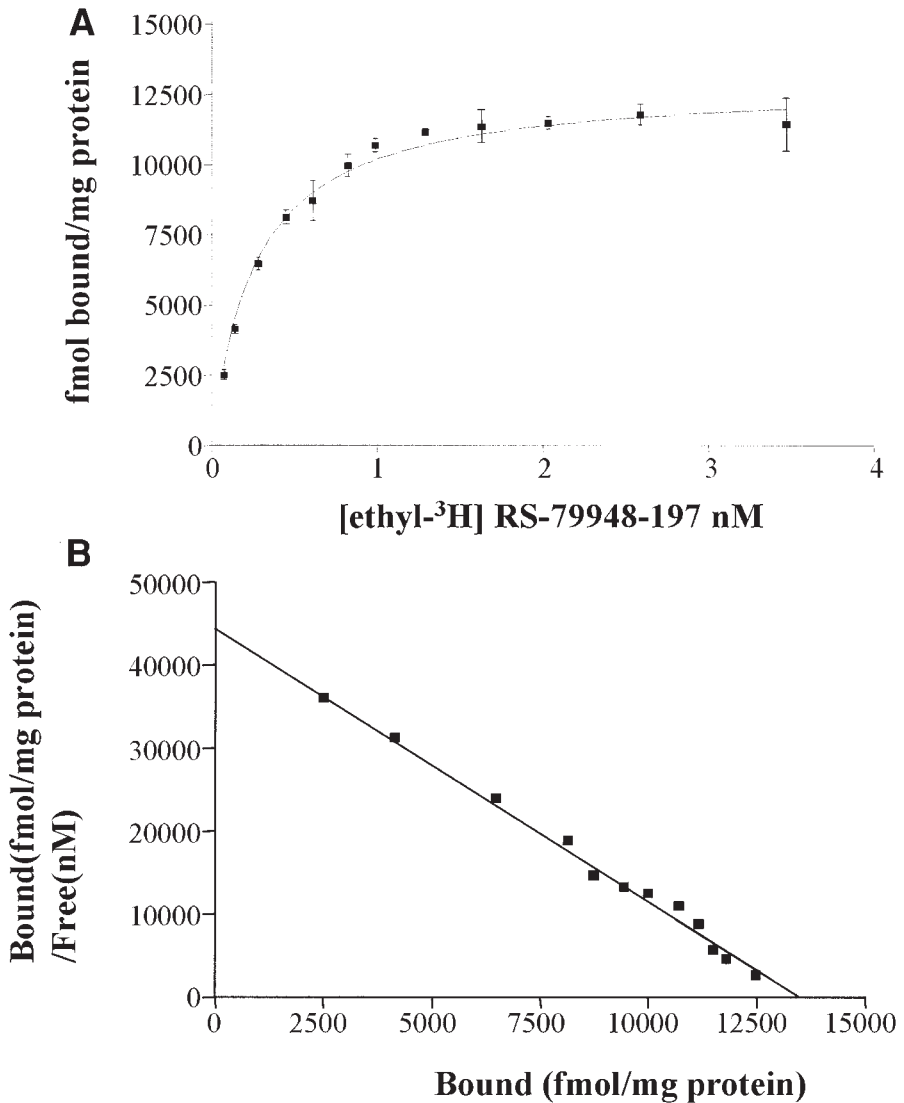 A
15000
12500
10000
7500
5000
2500
0
fmol bound/mg protein
0 1 2 3 4
[ethyl-³H] RS-79948-197 nM
B
50000
40000
30000
20000
10000
0
Bound(fmol/mg protein)
/Free(nM)
0 2500 5000 7500 10000 12500 15000
Bound (fmol/mg protein)